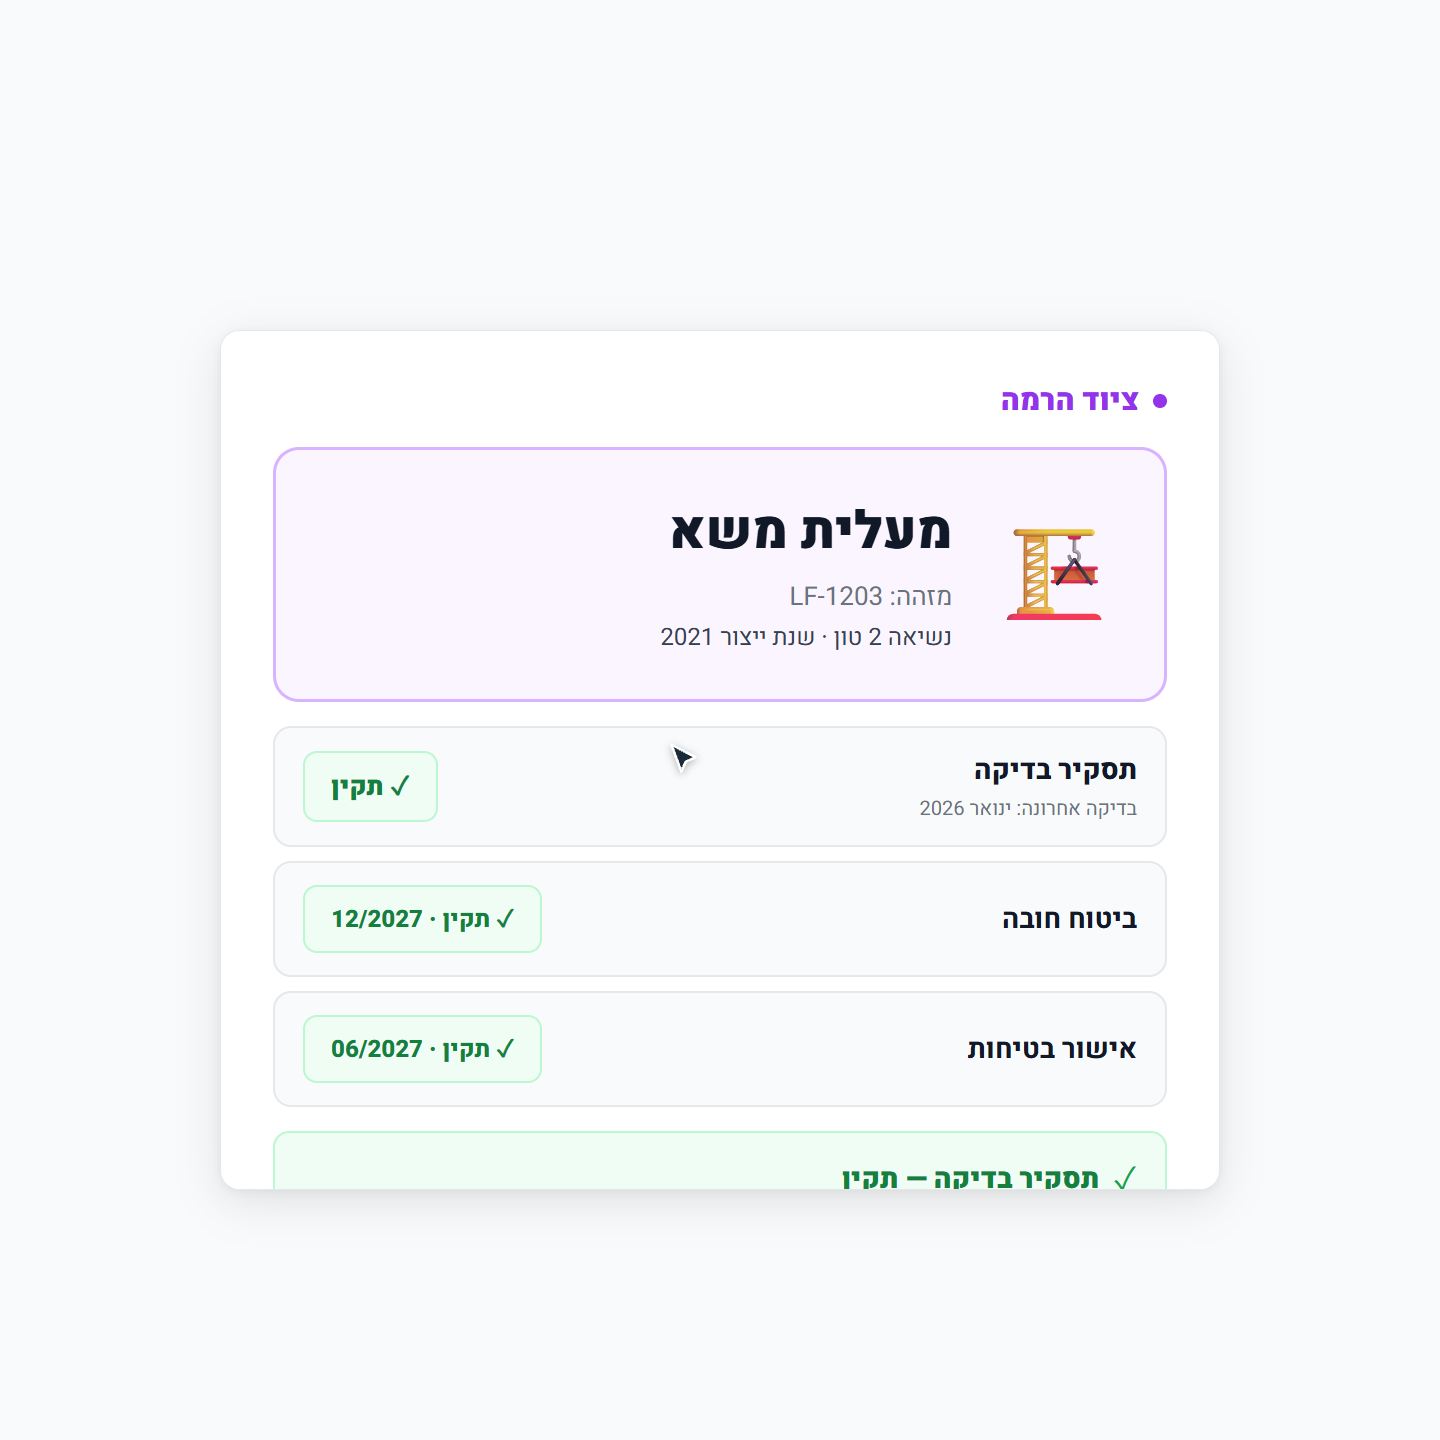 ציוד הרמה
מעלית משא
מזהה: LF-1203
נשיאה 2 טון · שנת ייצור 2021
תסקיר בדיקה
בדיקה אחרונה: ינואר 2026
✓ תקין
ביטוח חובה
✓ תקין · 12/2027
אישור בטיחות
✓ תקין · 06/2027
✓ תסקיר בדיקה – תקין